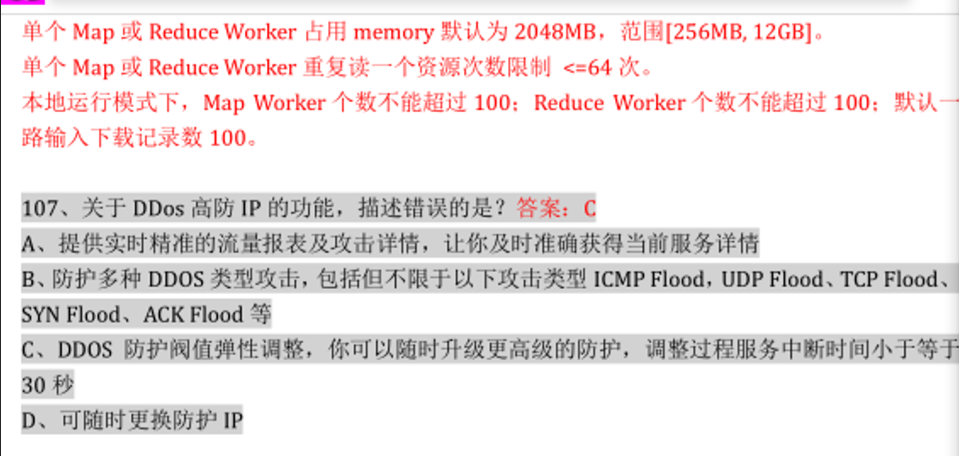 单个 Map 或 Reduce Worker 占用 memory 默认为 2048MB，范围[256MB, 12GB]。
单个 Map 或 Reduce Worker 重复读一个资源次数限制 <=64 次。
本地运行模式下，Map Worker 个数不能超过 100；Reduce Worker 个数不能超过 100；默认一
路输入下载记录数 100。
107、关于 DDos 高防 IP 的功能，描述错误的是？答案：C
A、提供实时精准的流量报表及攻击详情，让你及时准确获得当前服务详情
B、防护多种 DDOS 类型攻击，包括但不限于以下攻击类型 ICMP Flood，UDP Flood、TCP Flood、
SYN Flood、ACK Flood 等
C、DDOS 防护阀值弹性调整，你可以随时升级更高级的防护，调整过程服务中断时间小于等于
30 秒
D、可随时更换防护 IP